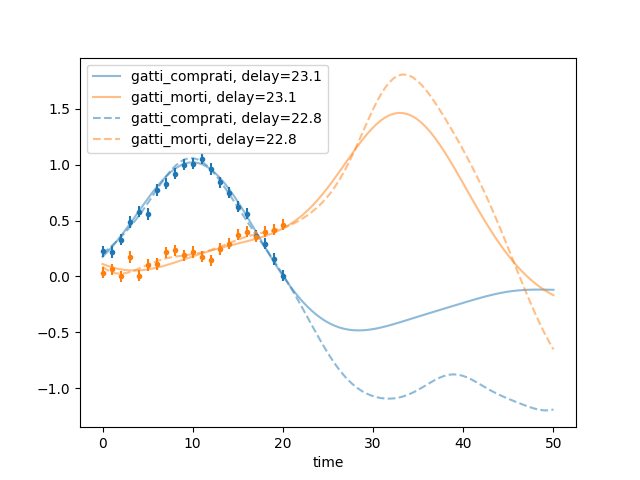 gatti_comprati, delay=23.1
gatti_morti, delay=23.1
gatti_comprati, delay=22.8
gatti_morti, delay=22.8
1.5
1.0
0.5
0.0
−0.5
−1.0
0 10 20 30 40 50
time